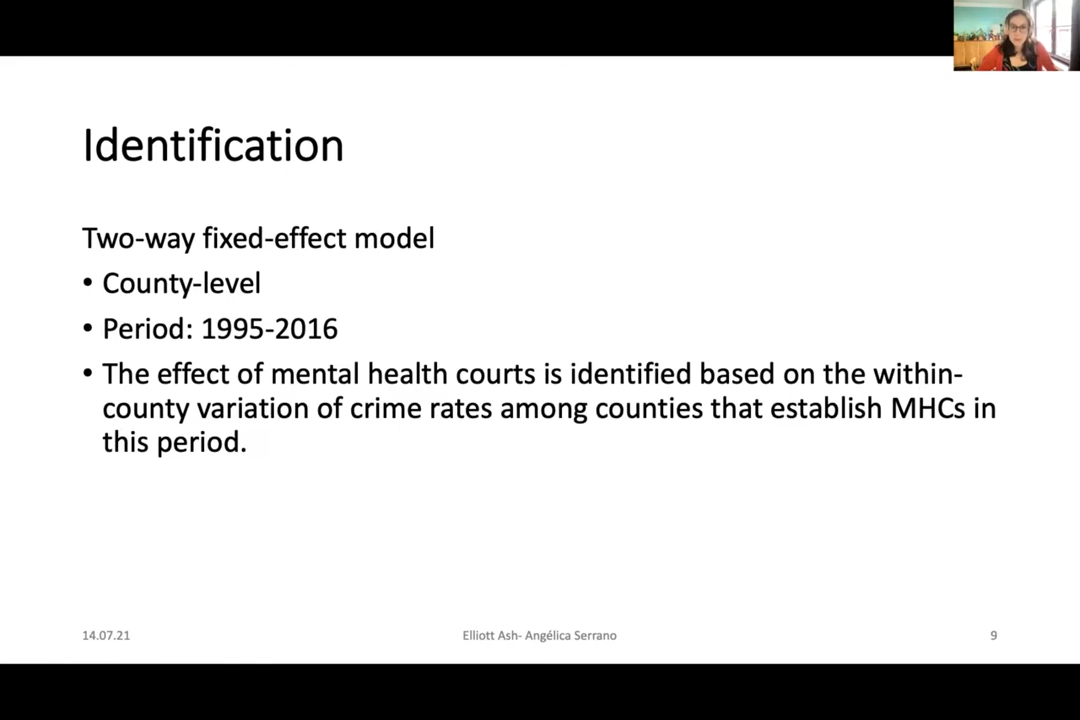 Identification
Two-way fixed-effect model
• County-level
• Period: 1995-2016
• The effect of mental health courts is identified based on the within-
county variation of crime rates among counties that establish MHCs in
this period.
14.07.21
Elliott Ash- Angélica Serrano
9